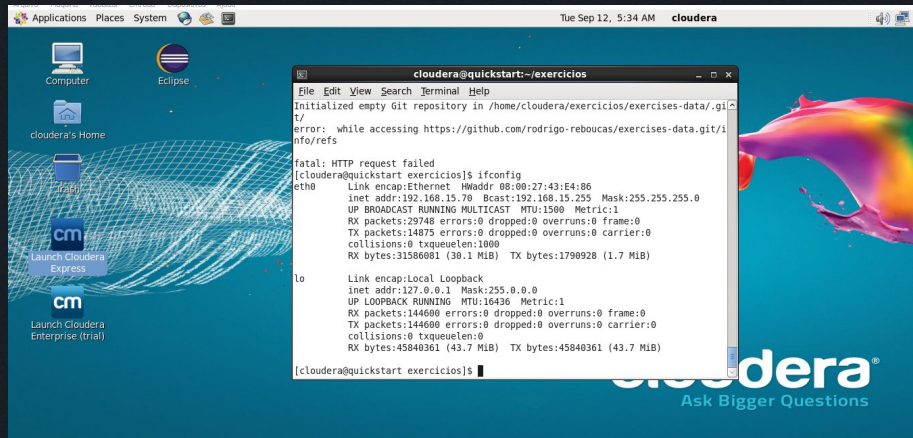 Applications Places System
Tue Sep 12, 5:34 AM cloudera
Computer
Eclipse
cloudera's Home
Trash
cm
Launch Cloudera
Express
cm
Launch Cloudera
Enterprise (trial)
cloudera@quickstart:~/exercicios
File Edit View Search Terminal Help
Initialized empty Git repository in /home/cloudera/exercicios/exercises-data/.gi
t/
error:  while accessing https://github.com/rodrigo-reboucas/exercises-data.git/i
nfo/refs
fatal: HTTP request failed
[cloudera@quickstart exercicios]$ ifconfig
eth0      Link encap:Ethernet  HWaddr 08:00:27:43:E4:86
          inet addr:192.168.15.70  Bcast:192.168.15.255  Mask:255.255.255.0
          UP BROADCAST RUNNING MULTICAST  MTU:1500  Metric:1
          RX packets:29748 errors:0 dropped:0 overruns:0 frame:0
          TX packets:14875 errors:0 dropped:0 overruns:0 carrier:0
          collisions:0 txqueuelen:1000
          RX bytes:31586081 (30.1 MiB)  TX bytes:1790928 (1.7 MiB)
lo        Link encap:Local Loopback
          inet addr:127.0.0.1  Mask:255.0.0.0
          UP LOOPBACK RUNNING  MTU:16436  Metric:1
          RX packets:144600 errors:0 dropped:0 overruns:0 frame:0
          TX packets:144600 errors:0 dropped:0 overruns:0 carrier:0
          collisions:0 txqueuelen:0
          RX bytes:45840361 (43.7 MiB)  TX bytes:45840361 (43.7 MiB)
[cloudera@quickstart exercicios]$
cloudera®
Ask Bigger Questions